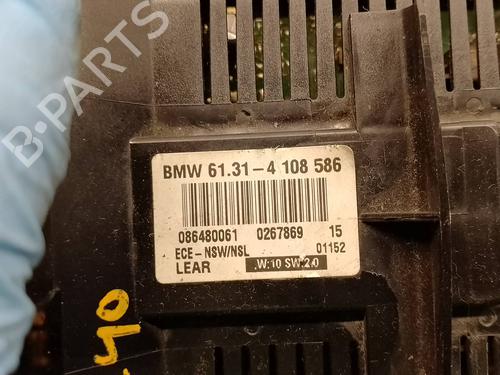 B-PARTS
BMW 61.31-4 108 586
086480061 0267869 15
ECE-NSW/NSL 01152
LEAR W:10 SW:2.0
B-PARTS